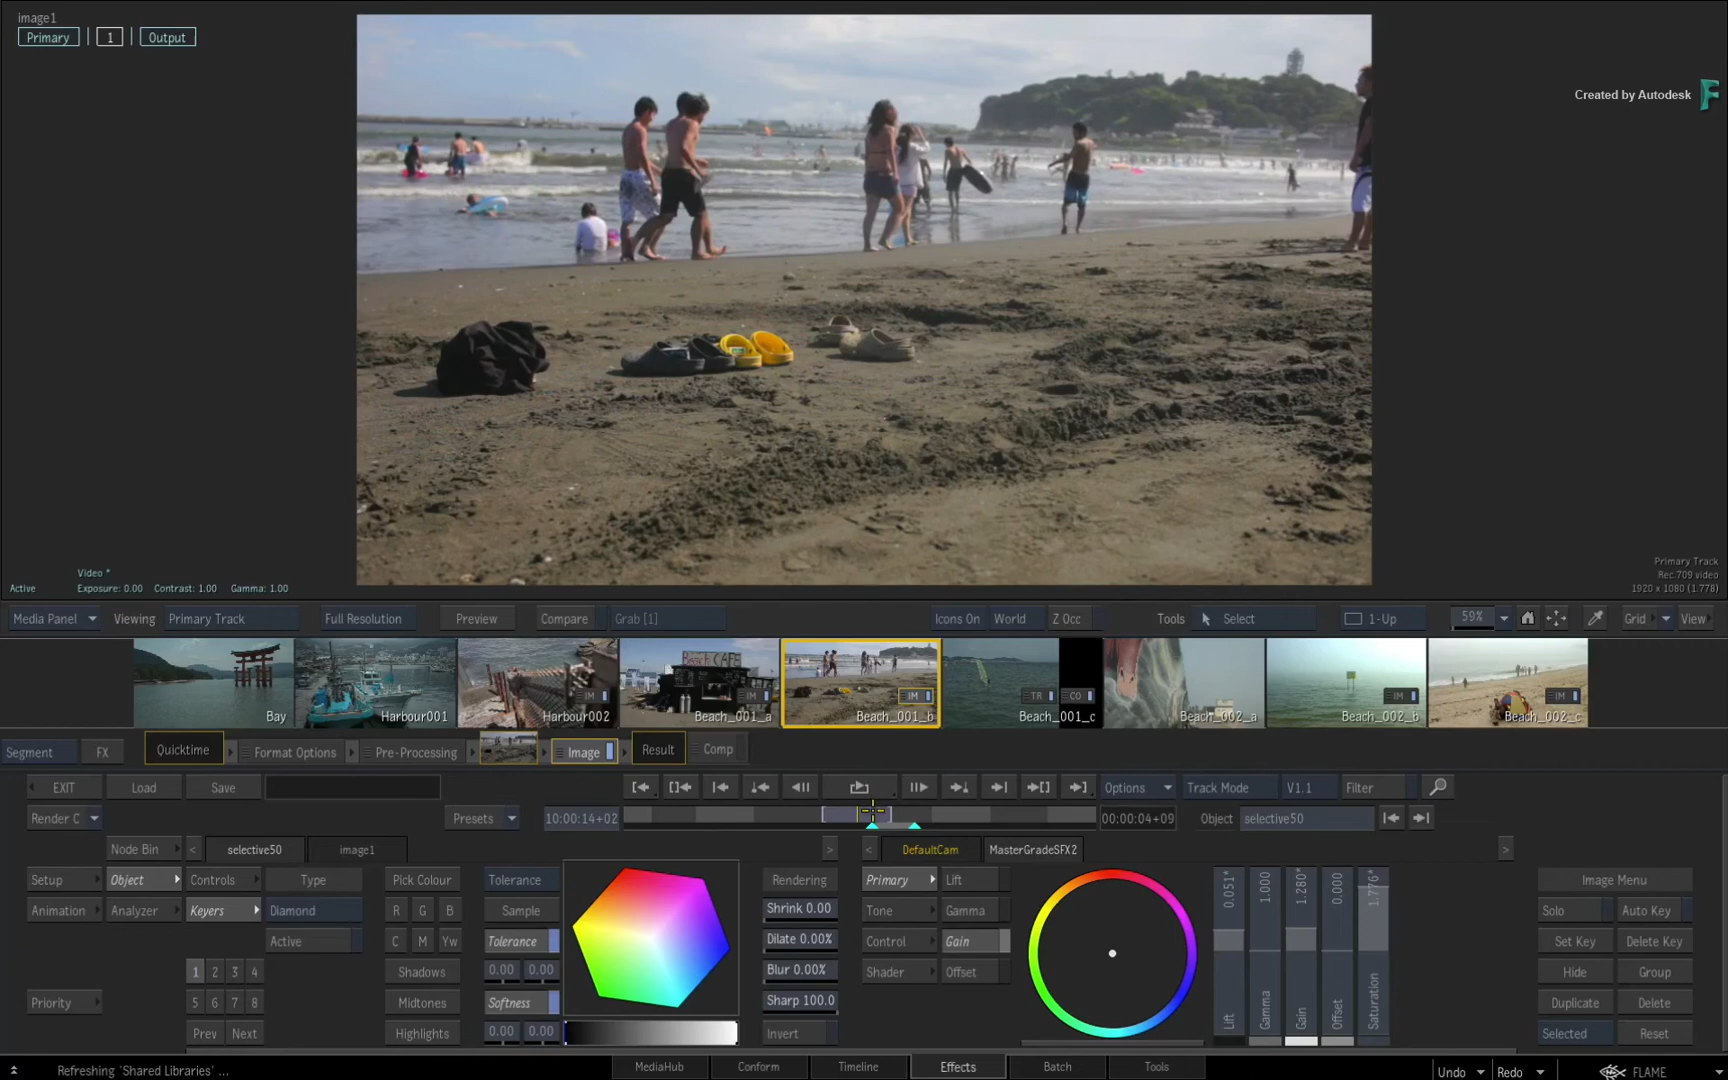 image1
Primary | 1 | Output
Created by Autodesk
Video *
Active Exposure: 0.00 Contrast: 1.00 Gamma: 1.00
Primary Track
Rec.709 video
1920 x 1080 (1.778)
Media Panel Viewing Primary Track Full Resolution Preview Compare Grab [1] Icons On World Z Occ Tools Select 1-Up 59% Grid View
IM IM IM TR CO IM IM
Bay Harbour001 Harbour002 Beach_001_a Beach_001_b Beach_001_c Beach_002_a Beach_002_b Beach_002_c
Segment FX Quicktime Format Options Pre-Processing Image Result Comp
EXIT Load Save Options Track Mode V1.1 Filter
Render C Presets 10:00:14+02 00:00:04+09 Object selective50
Node Bin < selective50 image1 > < DefaultCam MasterGradeSFX2 >
Setup Object Controls Type Pick Colour Tolerance Rendering Primary Lift Image Menu
Animation Analyzer Keyers Diamond R G B Sample Shrink 0.00 Tone Gamma Solo Auto Key
Active C M Yw Tolerance Dilate 0.00% Control Gain Set Key Delete Key
1 2 3 4 Shadows 0.00 0.00 Blur 0.00% Shader Offset Hide Group
Priority 5 6 7 8 Midtones Softness Sharp 100.0 Duplicate Delete
Prev Next Highlights 0.00 0.00 Invert Selected Reset
0.051* 1.000 1.280* 0.000 1.776*
Lift Gamma Gain Offset Saturation
Refreshing 'Shared Libraries' ... MediaHub Conform Timeline Effects Batch Tools Undo Redo FLAME